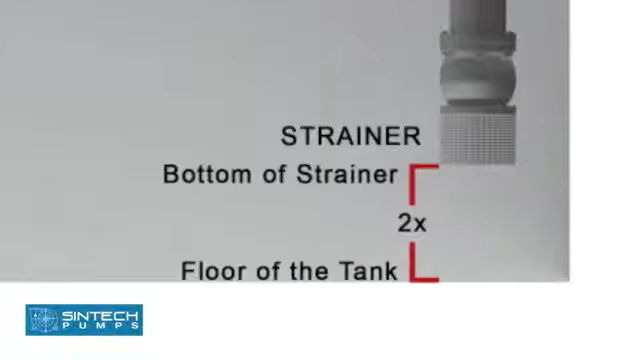 STRAINER
Bottom of Strainer
2x
Floor of the Tank
SINTECH
PUMPS